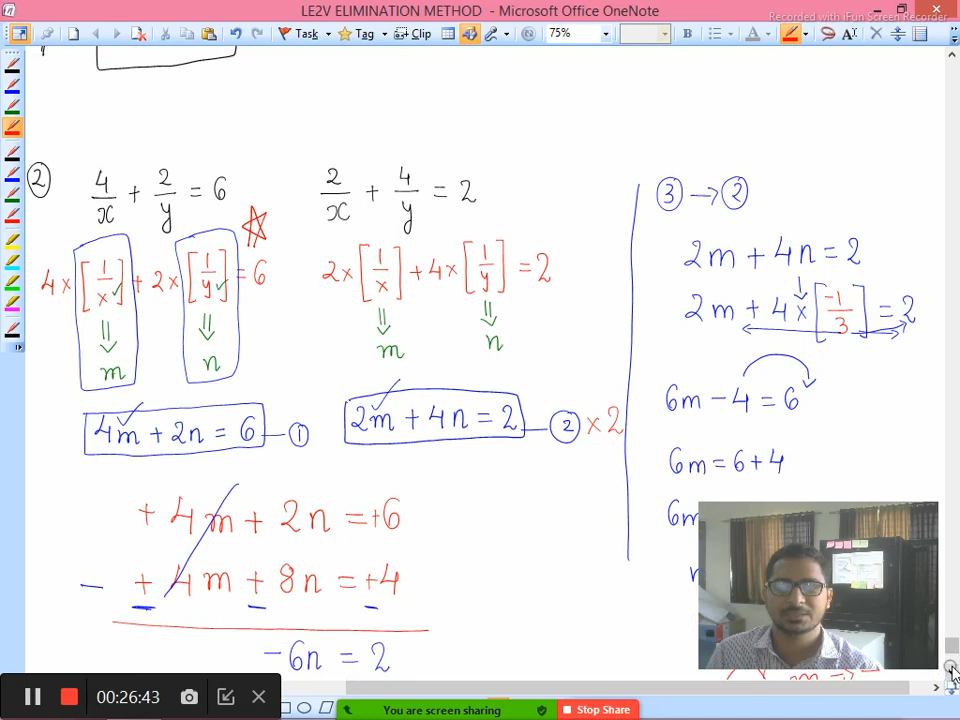 LE2V ELIMINATION METHOD - Microsoft Office OneNote
Recorded with iFun Screen Recorder
Task Tag Clip 75% B A
② 4/x + 2/y = 6 2/x + 4/y = 2
4 × [1/x] + 2 × [1/y] = 6 2 × [1/x] + 4 × [1/y] = 2
m n m n
4m + 2n = 6 — ① 2m + 4n = 2 — ② × 2
+ 4m + 2n = +6
- + 4m + 8n = +4
-6n = 2
③ → ②
2m + 4n = 2
2m + 4 × [-1/3] = 2
6m - 4 = 6
6m = 6 + 4
6m
00:26:43
You are screen sharing Stop Share